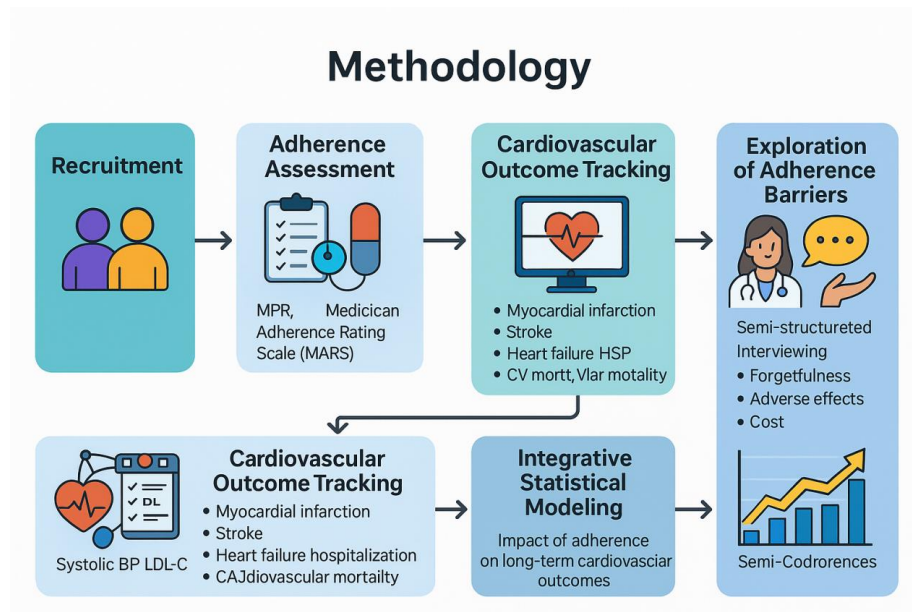 Methodology
Recruitment
Adherence
Assessment
MPR, Medicican
Adherence Rating
Scale (MARS)
Cardiovascular
Outcome Tracking
• Myocardial infarction
• Stroke
• Heart failure HSP
• CV mortt, Vlar motality
Exploration
of Adherence
Barriers
Semi-structureted
Interviewing
• Forgetfulness
• Adverse effects
• Cost
DL
Systolic BP LDL-C
Cardiovascular
Outcome Tracking
• Myocardial infarction
• Stroke
• Heart failure hospitalization
• CAJdiovascular mortailty
Integrative
Statistical
Modeling
Impact of adherence
on long-term cardiovasciar
outcomes
Semi-Codrorences